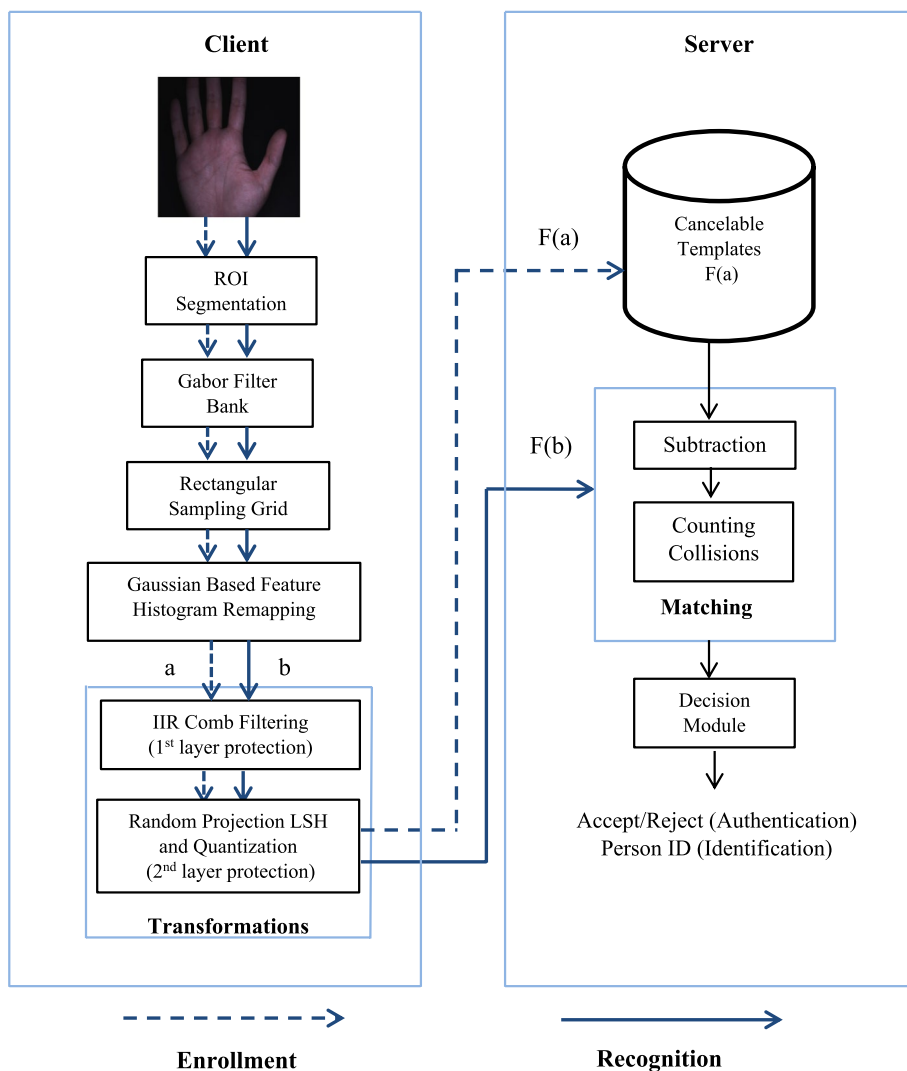 Client
ROI
Segmentation
Gabor Filter
Bank
Rectangular
Sampling Grid
Gaussian Based Feature
Histogram Remapping
a
b
IIR Comb Filtering
(1st layer protection)
Random Projection LSH
and Quantization
(2nd layer protection)
Transformations
F(a)
F(b)
Server
Cancelable
Templates
F(a)
Subtraction
Counting
Collisions
Matching
Decision
Module
Accept/Reject (Authentication)
Person ID (Identification)
Enrollment
Recognition